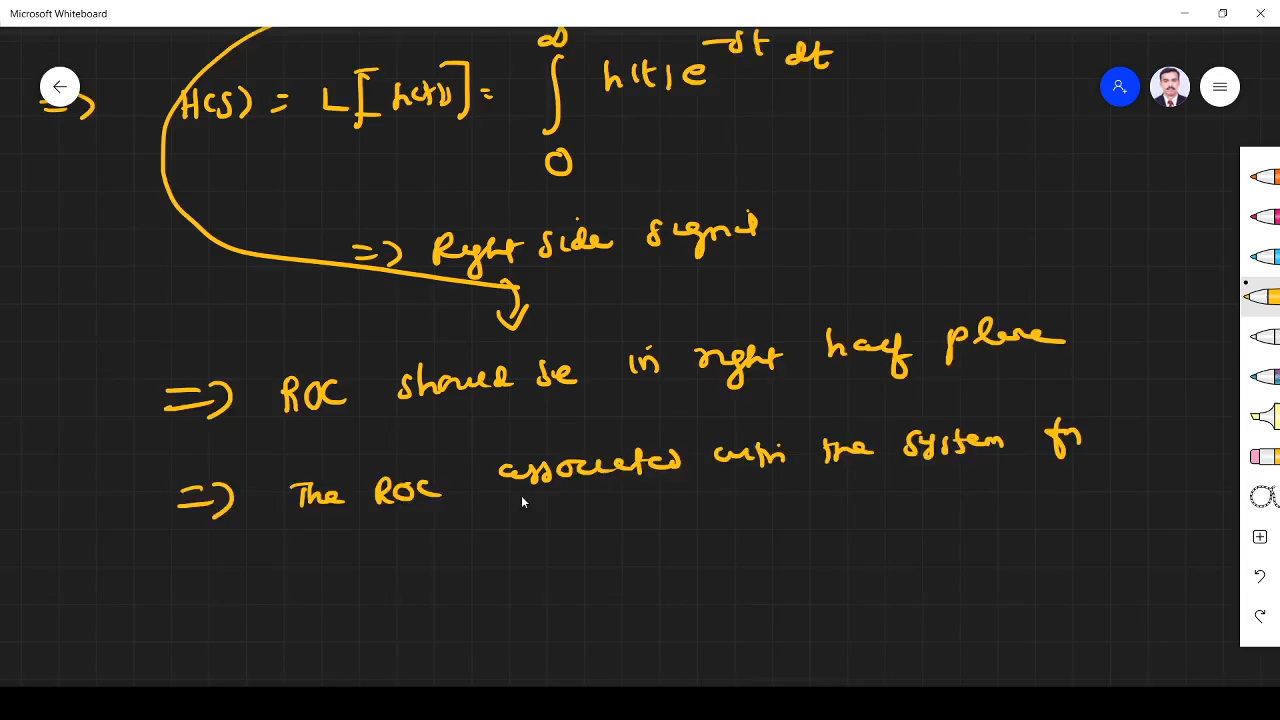 Microsoft Whiteboard
=> H(s) = L[h(t)] = ∫₀^∞ h(t) e^{-st} dt
=> Right side signal
=> ROC should be in right half plane
=> The ROC associated with the system fn